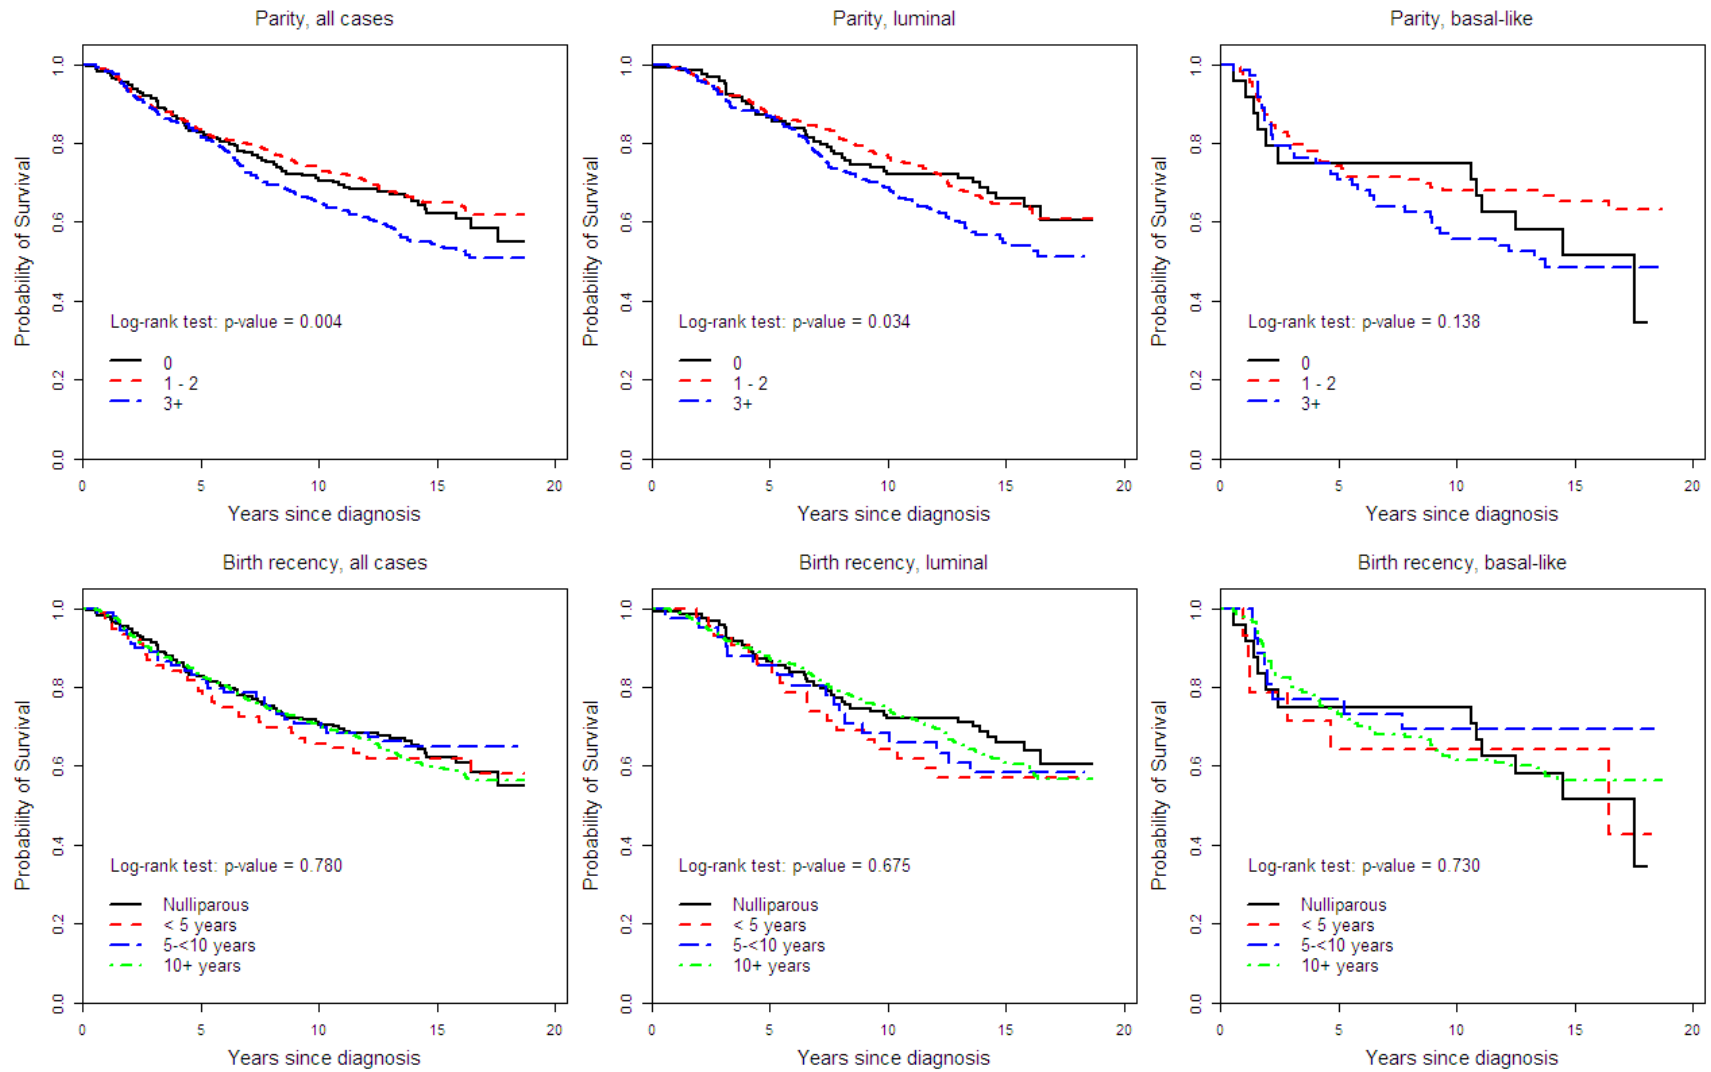 Parity, all cases
Probability of Survival
1.0
0.8
0.6
0.4
0.2
0.0
Log-rank test: p-value = 0.004
0
1 - 2
3+
0 5 10 15 20
Years since diagnosis
Parity, luminal
Probability of Survival
1.0
0.8
0.6
0.4
0.2
0.0
Log-rank test: p-value = 0.034
0
1 - 2
3+
0 5 10 15 20
Years since diagnosis
Parity, basal-like
Probability of Survival
1.0
0.8
0.6
0.4
0.2
0.0
Log-rank test: p-value = 0.138
0
1 - 2
3+
0 5 10 15 20
Years since diagnosis
Birth recency, all cases
Probability of Survival
1.0
0.8
0.6
0.4
0.2
0.0
Log-rank test: p-value = 0.780
Nulliparous
< 5 years
5-<10 years
10+ years
0 5 10 15 20
Years since diagnosis
Birth recency, luminal
Probability of Survival
1.0
0.8
0.6
0.4
0.2
0.0
Log-rank test: p-value = 0.675
Nulliparous
< 5 years
5-<10 years
10+ years
0 5 10 15 20
Years since diagnosis
Birth recency, basal-like
Probability of Survival
1.0
0.8
0.6
0.4
0.2
0.0
Log-rank test: p-value = 0.730
Nulliparous
< 5 years
5-<10 years
10+ years
0 5 10 15 20
Years since diagnosis